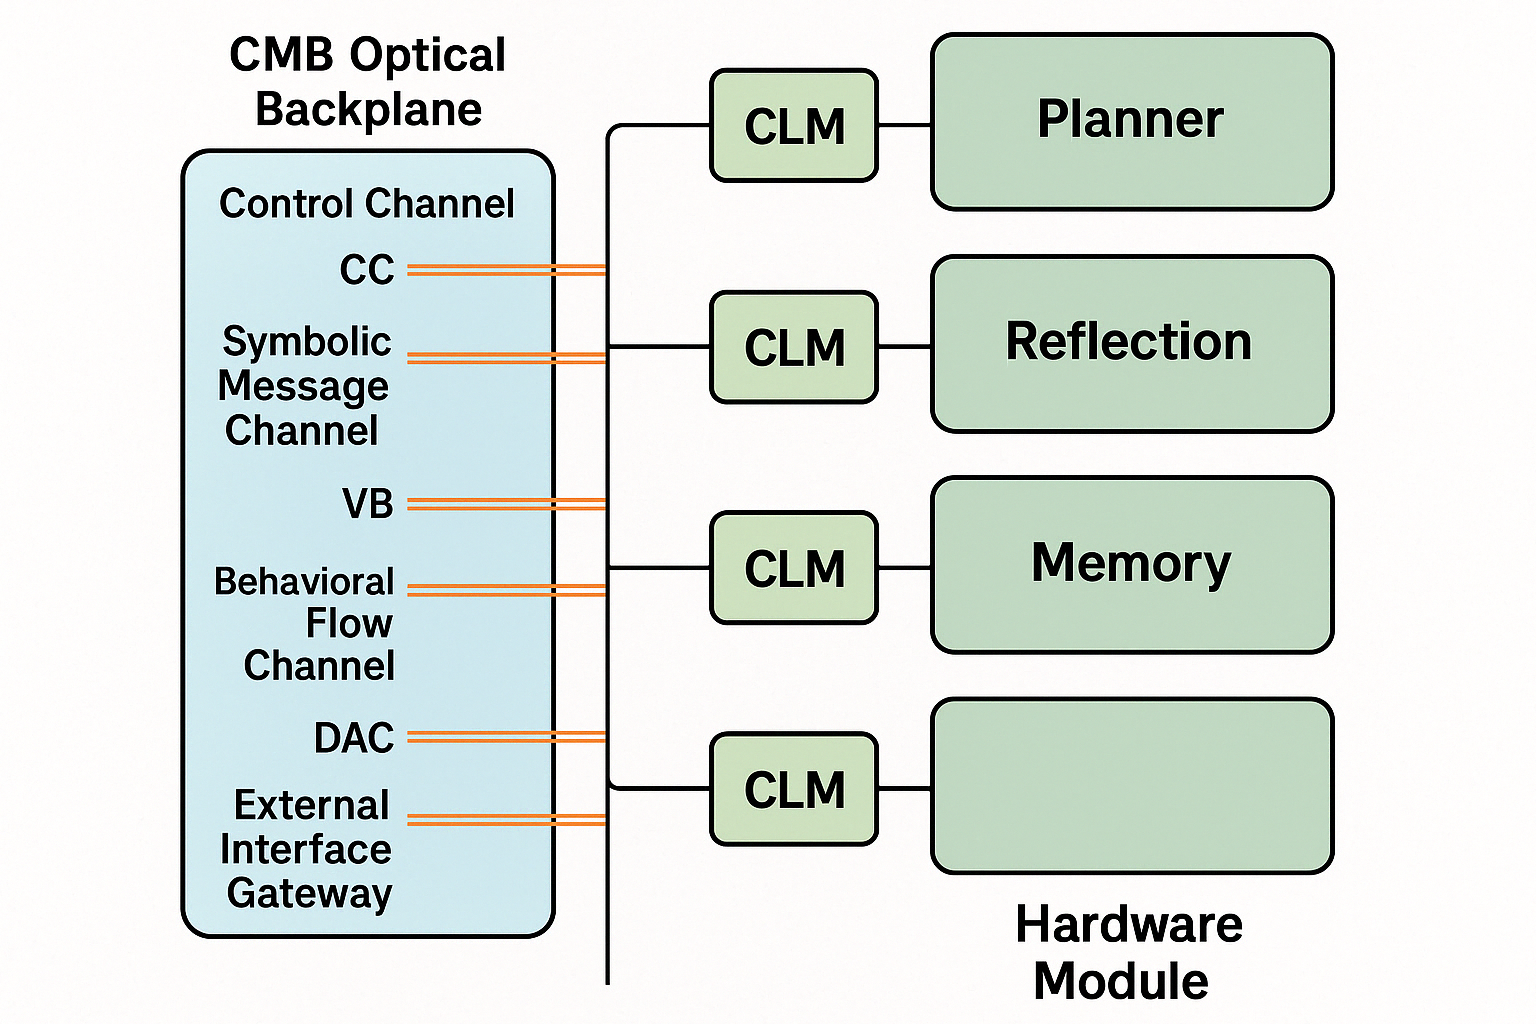 CMB Optical
Backplane
Control Channel
CC
Symbolic
Message
Channel
VB
Behavioral
Flow
Channel
DAC
External
Interface
Gateway
CLM
Planner
CLM
Reflection
CLM
Memory
CLM
Hardware
Module